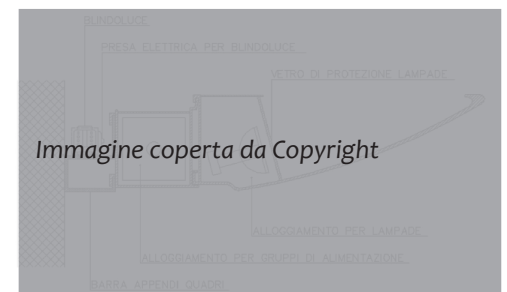 BLINDOLUCE
PRESA ELETTRICA PER BLINDOLUCE
VETRO DI PROTEZIONE LAMPADE
Immagine coperta da Copyright
ALLOGGIAMENTO PER LAMPADE
ALLOGGIAMENTO PER GRUPPI DI ALIMENTAZIONE
BARRA APPENDI QUADRI